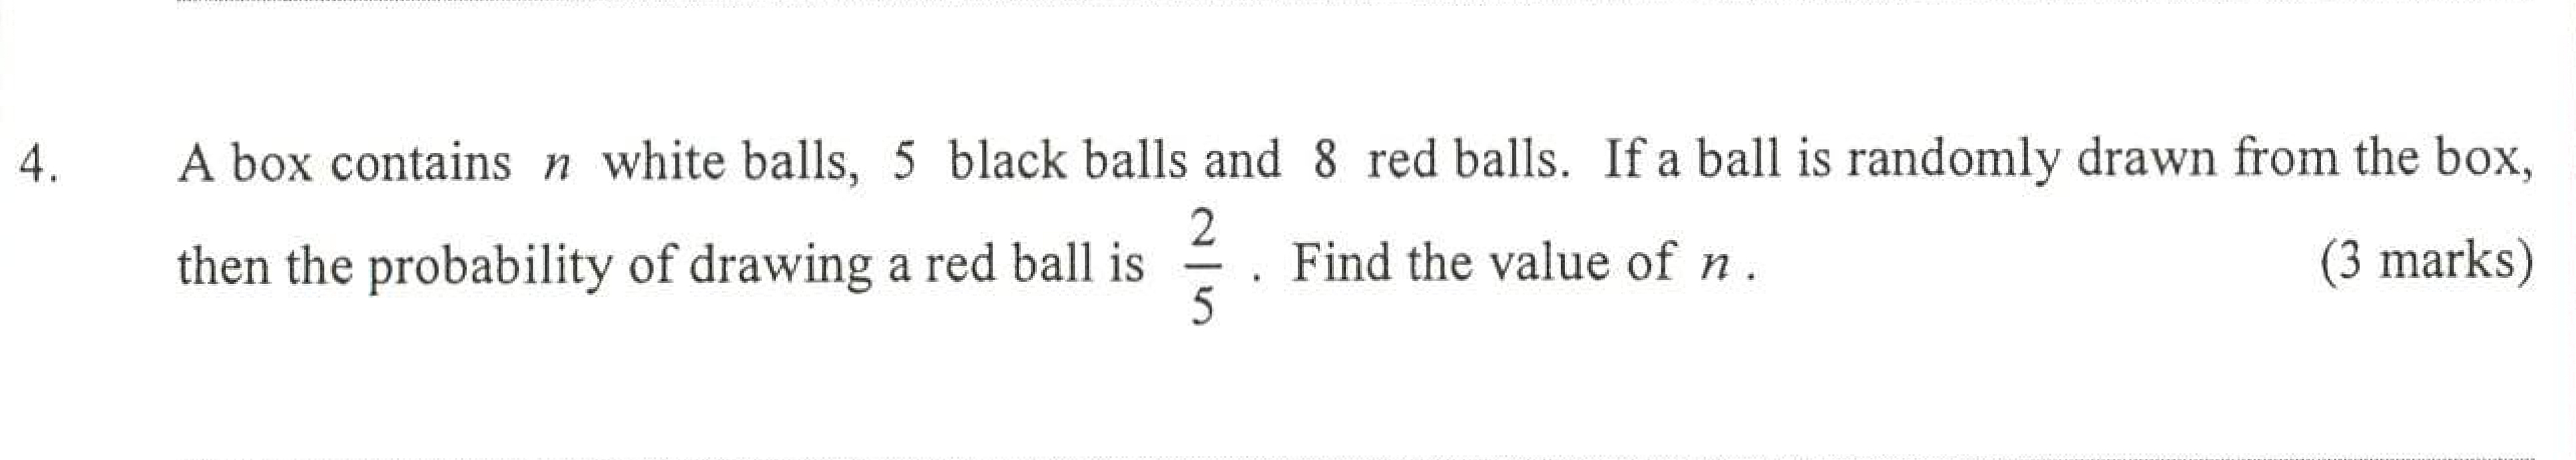 4. A box contains n white balls, 5 black balls and 8 red balls. If a ball is randomly drawn from the box,
then the probability of drawing a red ball is 2/5 . Find the value of n . (3 marks)